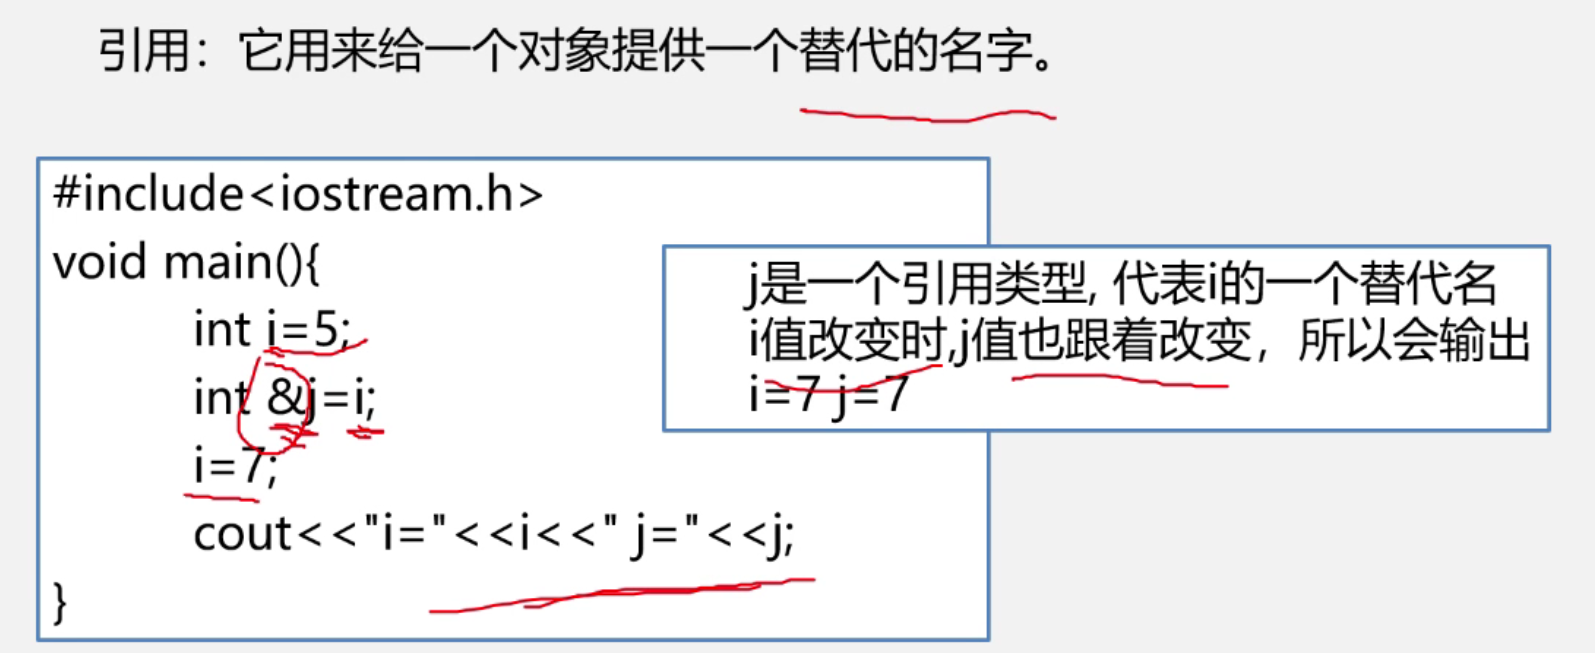 引用：它用来给一个对象提供一个替代的名字。
#include<iostream.h>
void main(){
int i=5;
int &j=i;
i=7;
cout<<"i="<<i<<" j="<<j;
}
j是一个引用类型, 代表i的一个替代名
i值改变时,j值也跟着改变，所以会输出
i=7 j=7